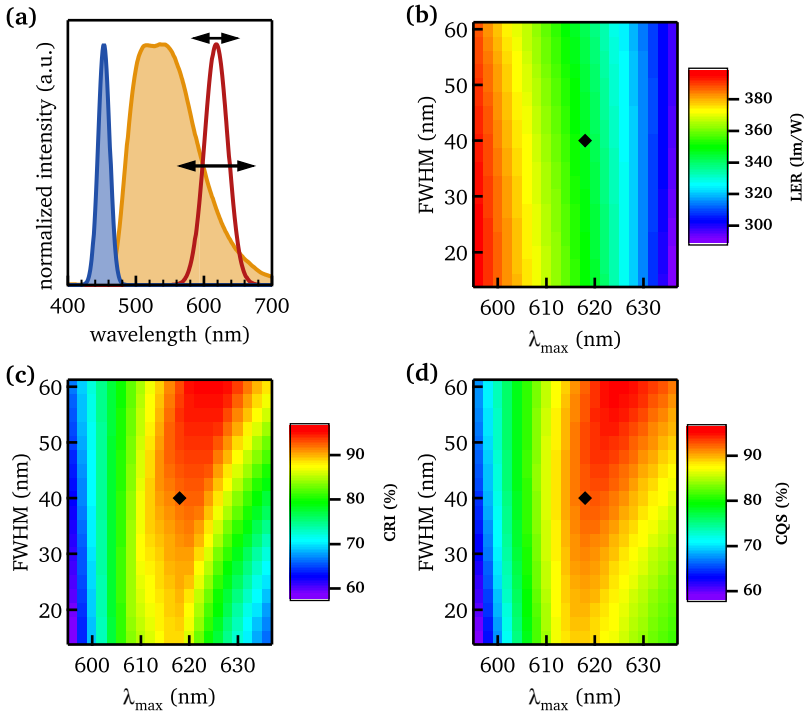 (a)
normalized intensity (a.u.)
400 500 600 700
wavelength (nm)
(b)
FWHM (nm)
60
50
40
30
20
600 610 620 630
λmax (nm)
380
360
340
320
300
LER (lm/W)
(c)
FWHM (nm)
60
50
40
30
20
600 610 620 630
λmax (nm)
90
80
70
60
CRI (%)
(d)
FWHM (nm)
60
50
40
30
20
600 610 620 630
λmax (nm)
90
80
70
60
CQS (%)